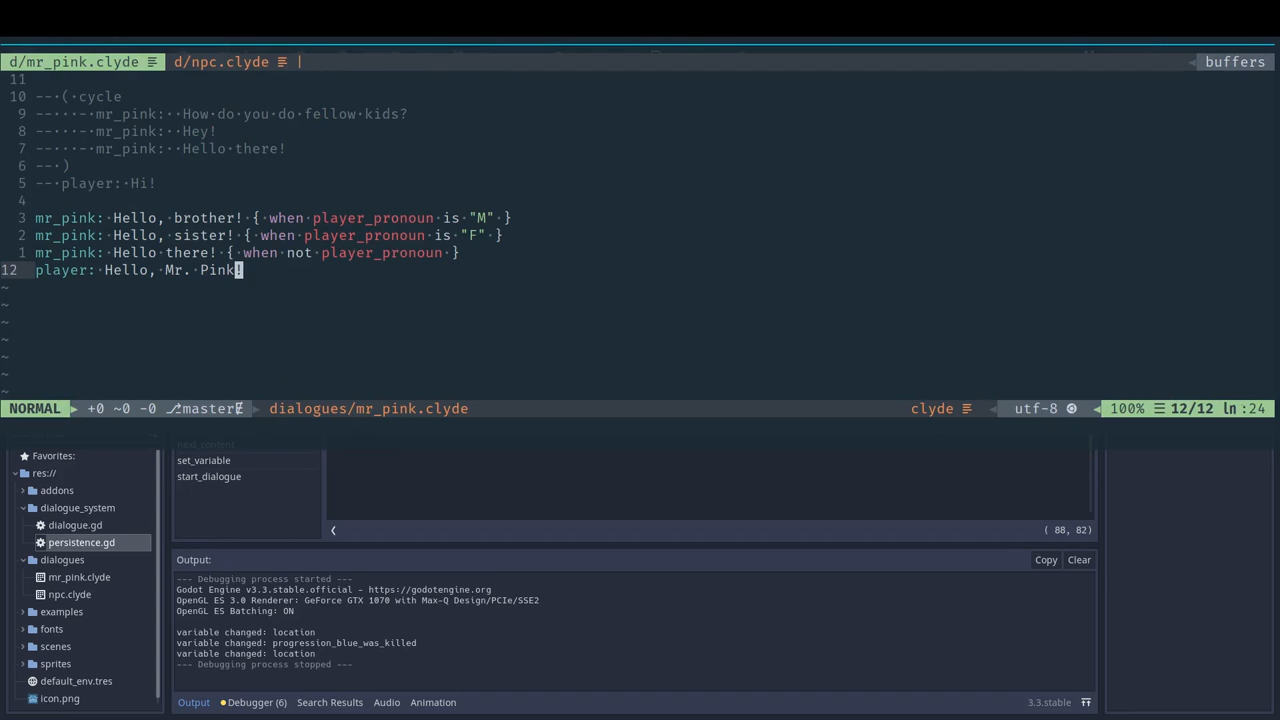 d/mr_pink.clyde d/npc.clyde | buffers
11
10 -- ( cycle
9 -- - mr_pink: How do you do fellow kids?
8 -- - mr_pink: Hey!
7 -- - mr_pink: Hello there!
6 -- )
5 -- player: Hi!
4
3 mr_pink: Hello, brother! { when player_pronoun is "M" }
2 mr_pink: Hello, sister! { when player_pronoun is "F" }
1 mr_pink: Hello there! { when not player_pronoun }
12 player: Hello, Mr. Pink!
~
~
~
~
~
~
~
NORMAL +0 ~0 -0 master dialogues/mr_pink.clyde clyde utf-8 100% 12/12 ln :24
next_content
Favorites:
set_variable
res://
start_dialogue
addons
dialogue_system
dialogue.gd
( 88, 82)
persistence.gd
dialogues
Output: Copy Clear
mr_pink.clyde
npc.clyde
examples
fonts
scenes
sprites
default_env.tres
icon.png
--- Debugging process started ---
Godot Engine v3.3.stable.official - https://godotengine.org
OpenGL ES 3.0 Renderer: GeForce GTX 1070 with Max-Q Design/PCIe/SSE2
OpenGL ES Batching: ON
variable changed: location
variable changed: progression_blue_was_killed
variable changed: location
--- Debugging process stopped ---
Output Debugger (6) Search Results Audio Animation 3.3.stable